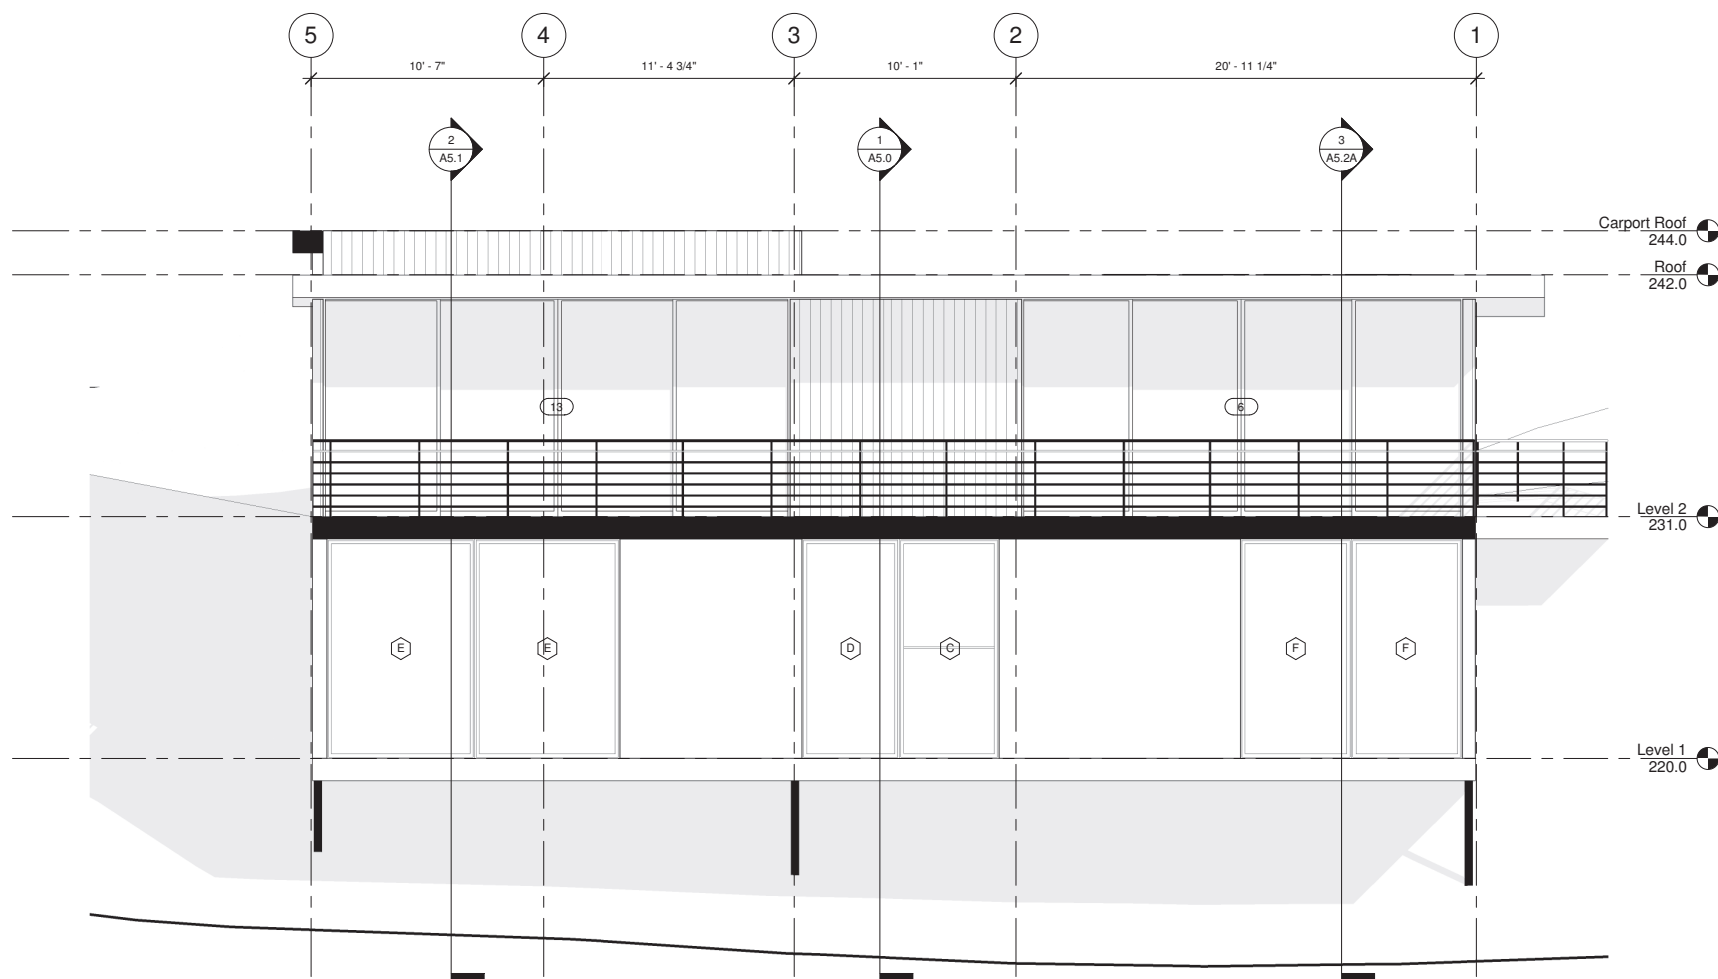 5
4
3
2
1
10' - 7"
11' - 4 3/4"
10' - 1"
20' - 11 1/4"
2
A5.1
1
A5.0
3
A5.2A
Carport Roof
244.0
Roof
242.0
13
6
Level 2
231.0
E
E
D
C
F
F
Level 1
220.0